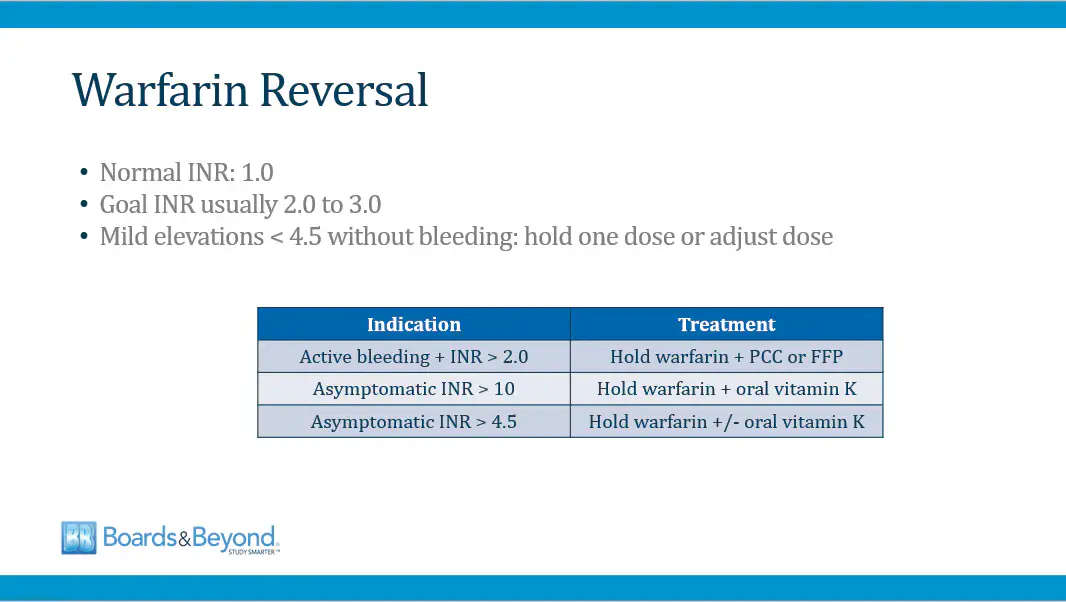 Warfarin Reversal
• Normal INR: 1.0
• Goal INR usually 2.0 to 3.0
• Mild elevations < 4.5 without bleeding: hold one dose or adjust dose
Indication Treatment
Active bleeding + INR > 2.0 Hold warfarin + PCC or FFP
Asymptomatic INR > 10 Hold warfarin + oral vitamin K
Asymptomatic INR > 4.5 Hold warfarin +/- oral vitamin K
BB Boards&Beyond.
STUDY SMARTER™